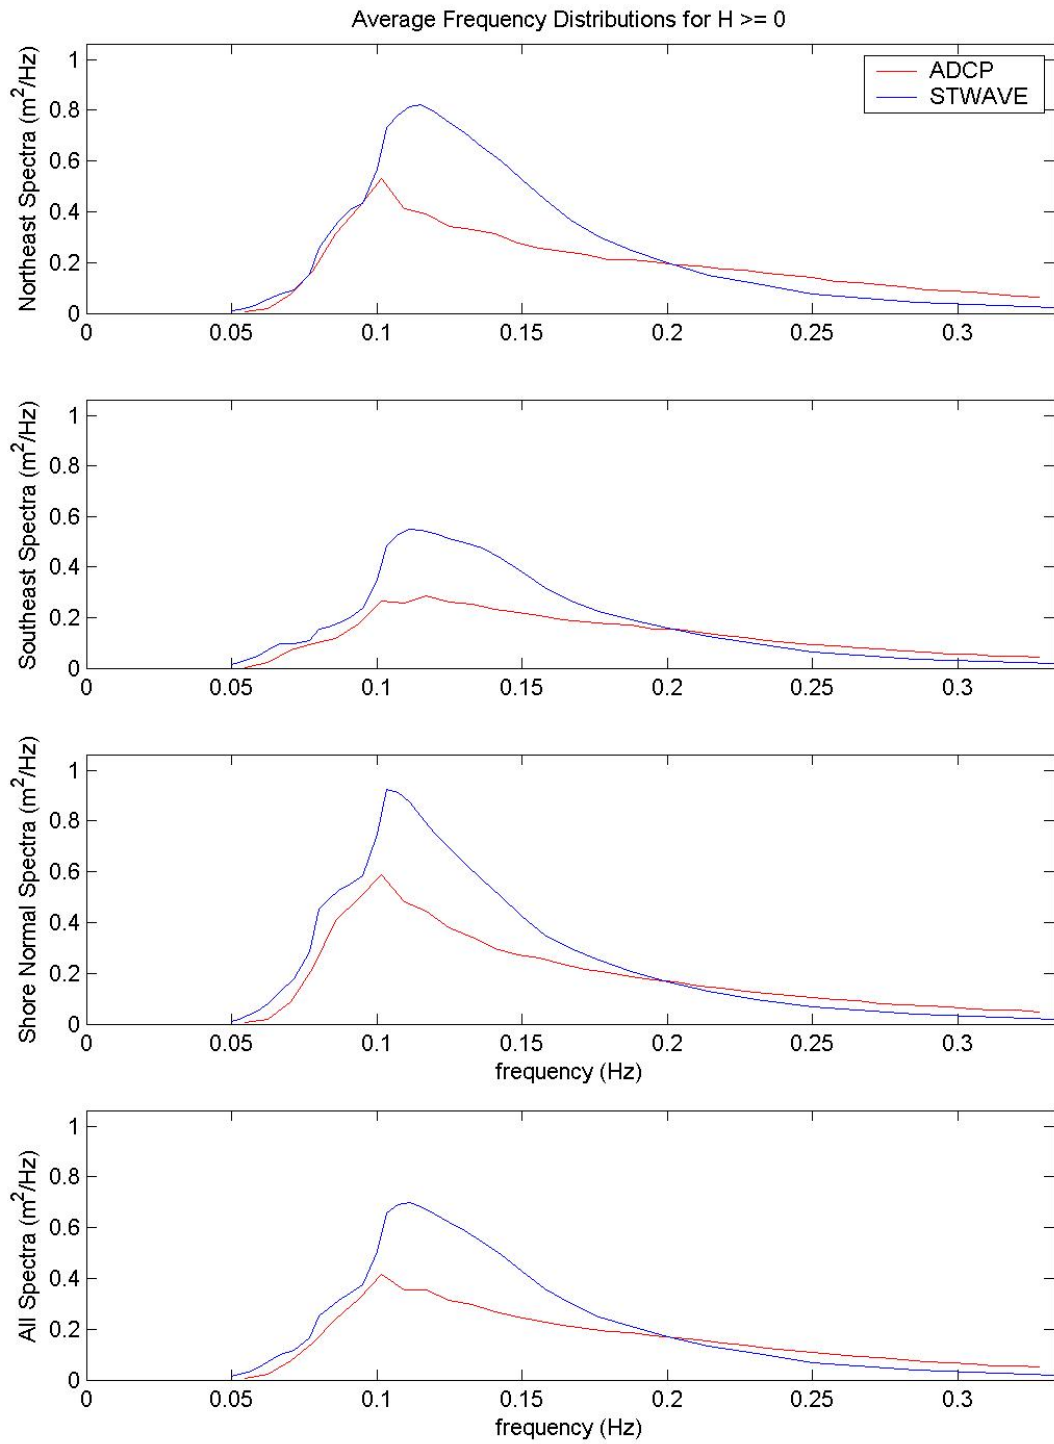 Average Frequency Distributions for H >= 0
ADCP
STWAVE
Northeast Spectra (m²/Hz)
1
0.8
0.6
0.4
0.2
0
0 0.05 0.1 0.15 0.2 0.25 0.3
Southeast Spectra (m²/Hz)
1
0.8
0.6
0.4
0.2
0
0 0.05 0.1 0.15 0.2 0.25 0.3
Shore Normal Spectra (m²/Hz)
1
0.8
0.6
0.4
0.2
0
0 0.05 0.1 0.15 0.2 0.25 0.3
frequency (Hz)
All Spectra (m²/Hz)
1
0.8
0.6
0.4
0.2
0
0 0.05 0.1 0.15 0.2 0.25 0.3
frequency (Hz)